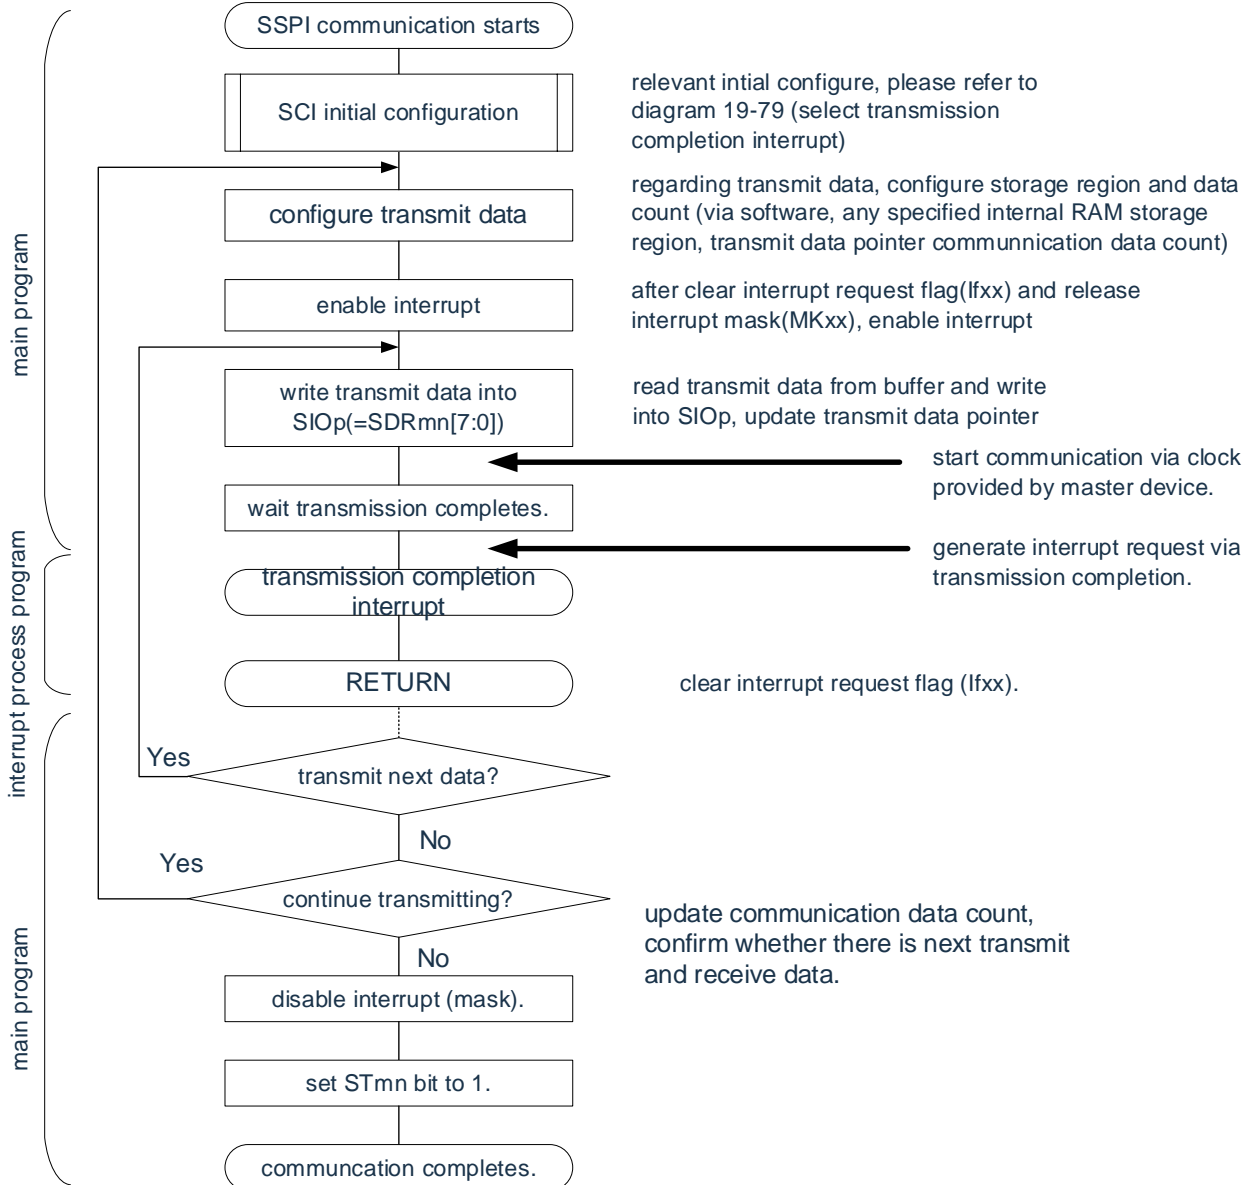 SSPI communication starts
SCI initial configuration
relevant intial configure, please refer to
diagram 19-79 (select transmission
completion interrupt)
configure transmit data
regarding transmit data, configure storage region and data
count (via software, any specified internal RAM storage
region, transmit data pointer communnication data count)
main program
enable interrupt
after clear interrupt request flag(Ifxx) and release
interrupt mask(MKxx), enable interrupt
write transmit data into
SIOp(=SDRmn[7:0])
read transmit data from buffer and write
into SIOp, update transmit data pointer
start communication via clock
provided by master device.
wait transmission completes.
generate interrupt request via
transmission completion.
transmission completion
interrupt
interrupt process program
RETURN
clear interrupt request flag (Ifxx).
Yes
transmit next data?
No
Yes
continue transmitting?
update communication data count,
confirm whether there is next transmit
and receive data.
No
main program
disable interrupt (mask).
set STmn bit to 1.
communcation completes.